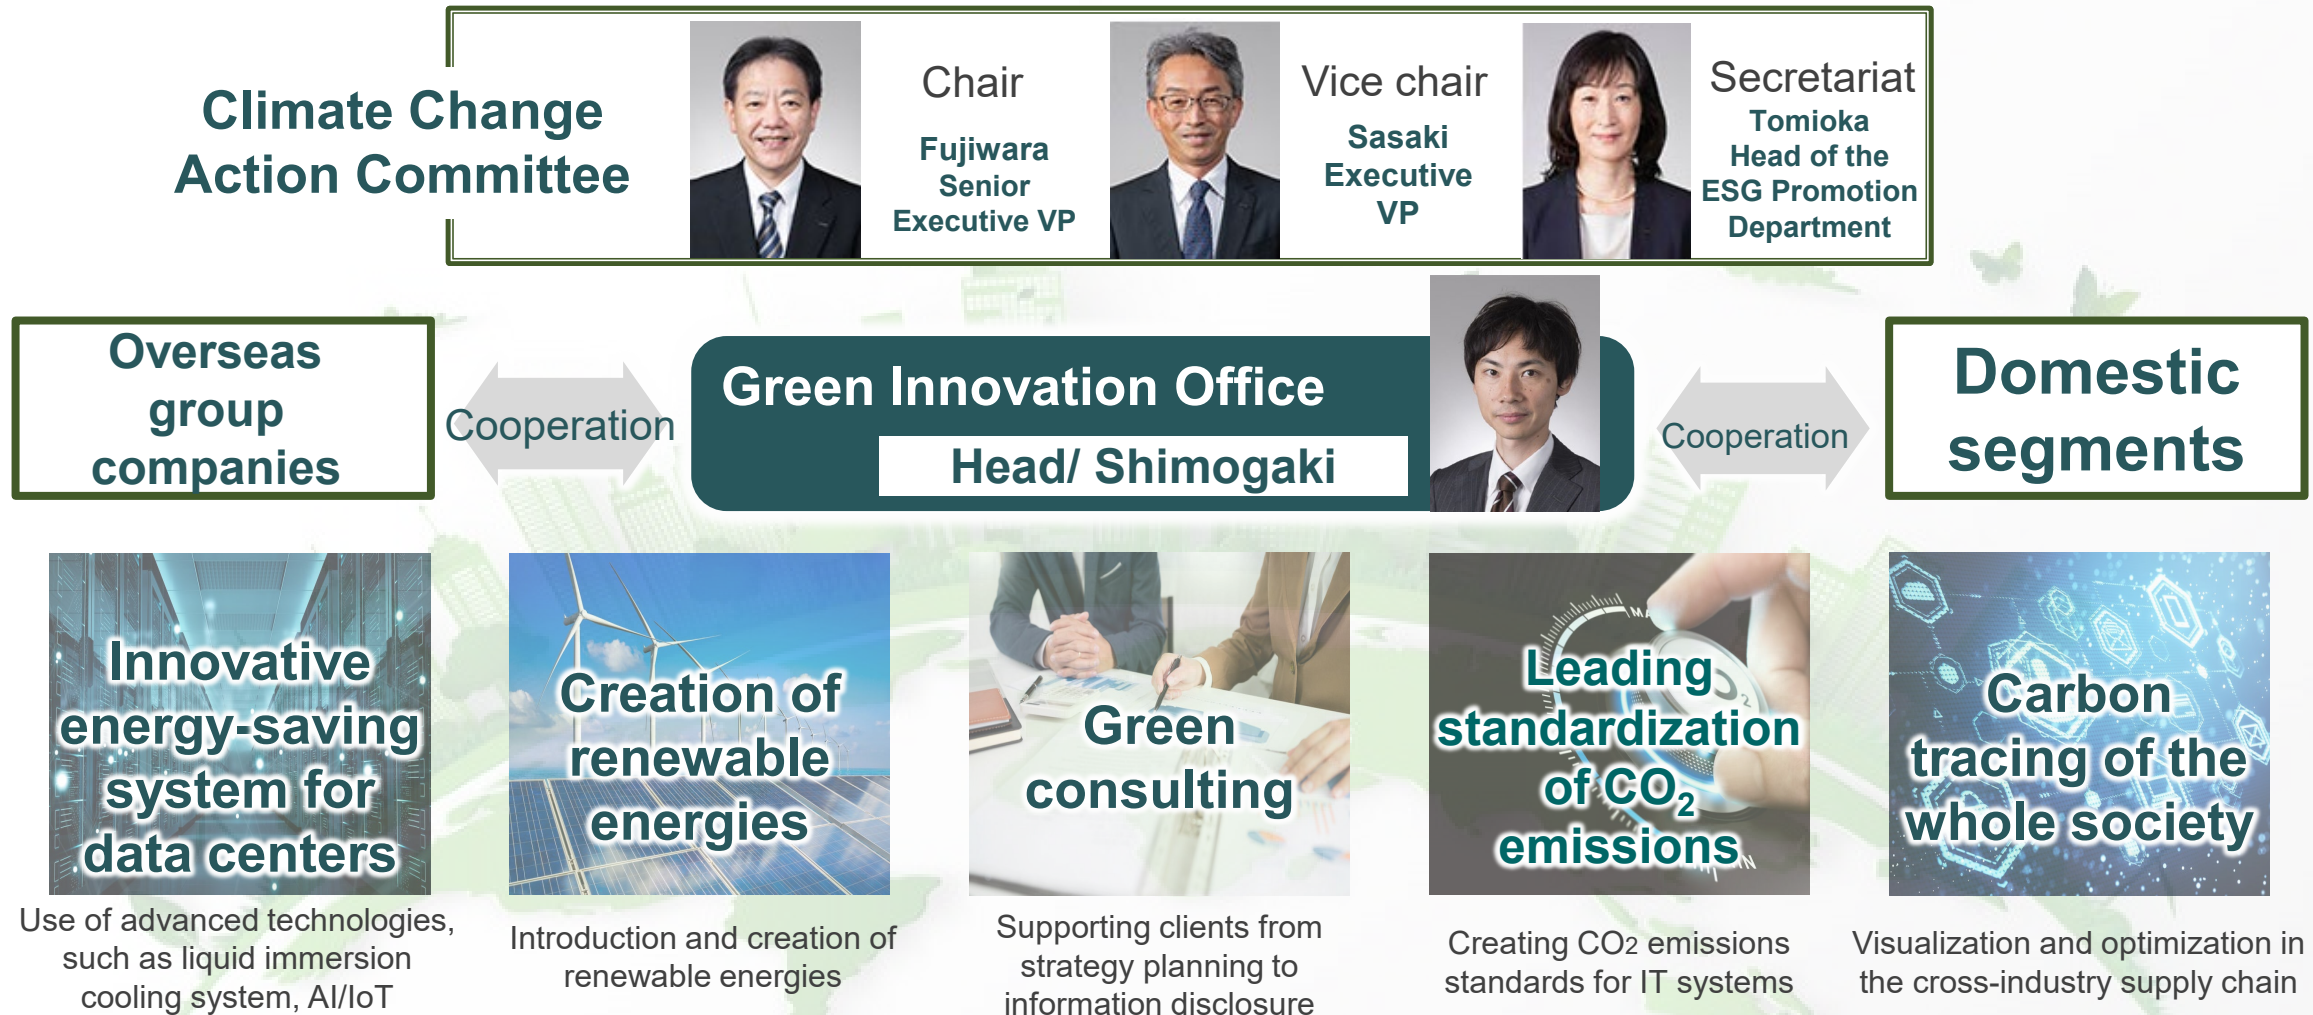 Climate Change
Action Committee
Chair
Fujiwara
Senior
Executive VP
Vice chair
Sasaki
Executive
VP
Secretariat
Tomioka
Head of the
ESG Promotion
Department
Overseas
group
companies
Cooperation
Green Innovation Office
Head/ Shimogaki
Cooperation
Domestic
segments
Innovative
energy-saving
system for
data centers
Use of advanced technologies,
such as liquid immersion
cooling system, AI/IoT
Creation of
renewable
energies
Introduction and creation of
renewable energies
Green
consulting
Supporting clients from
strategy planning to
information disclosure
Leading
standardization
of CO₂
emissions
Creating CO2 emissions
standards for IT systems
Carbon
tracing of the
whole society
Visualization and optimization in
the cross-industry supply chain